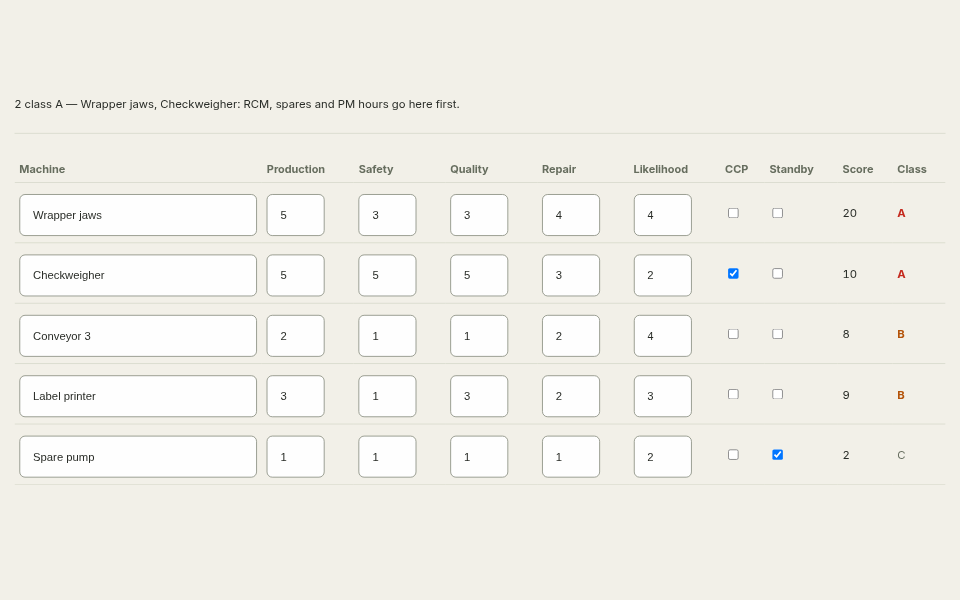 2 class A — Wrapper jaws, Checkweigher: RCM, spares and PM hours go here first.
Machine Production Safety Quality Repair Likelihood CCP Standby Score Class
Wrapper jaws 5 3 3 4 4 20 A
Checkweigher 5 5 5 3 2 10 A
Conveyor 3 2 1 1 2 4 8 B
Label printer 3 1 3 2 3 9 B
Spare pump 1 1 1 1 2 2 C